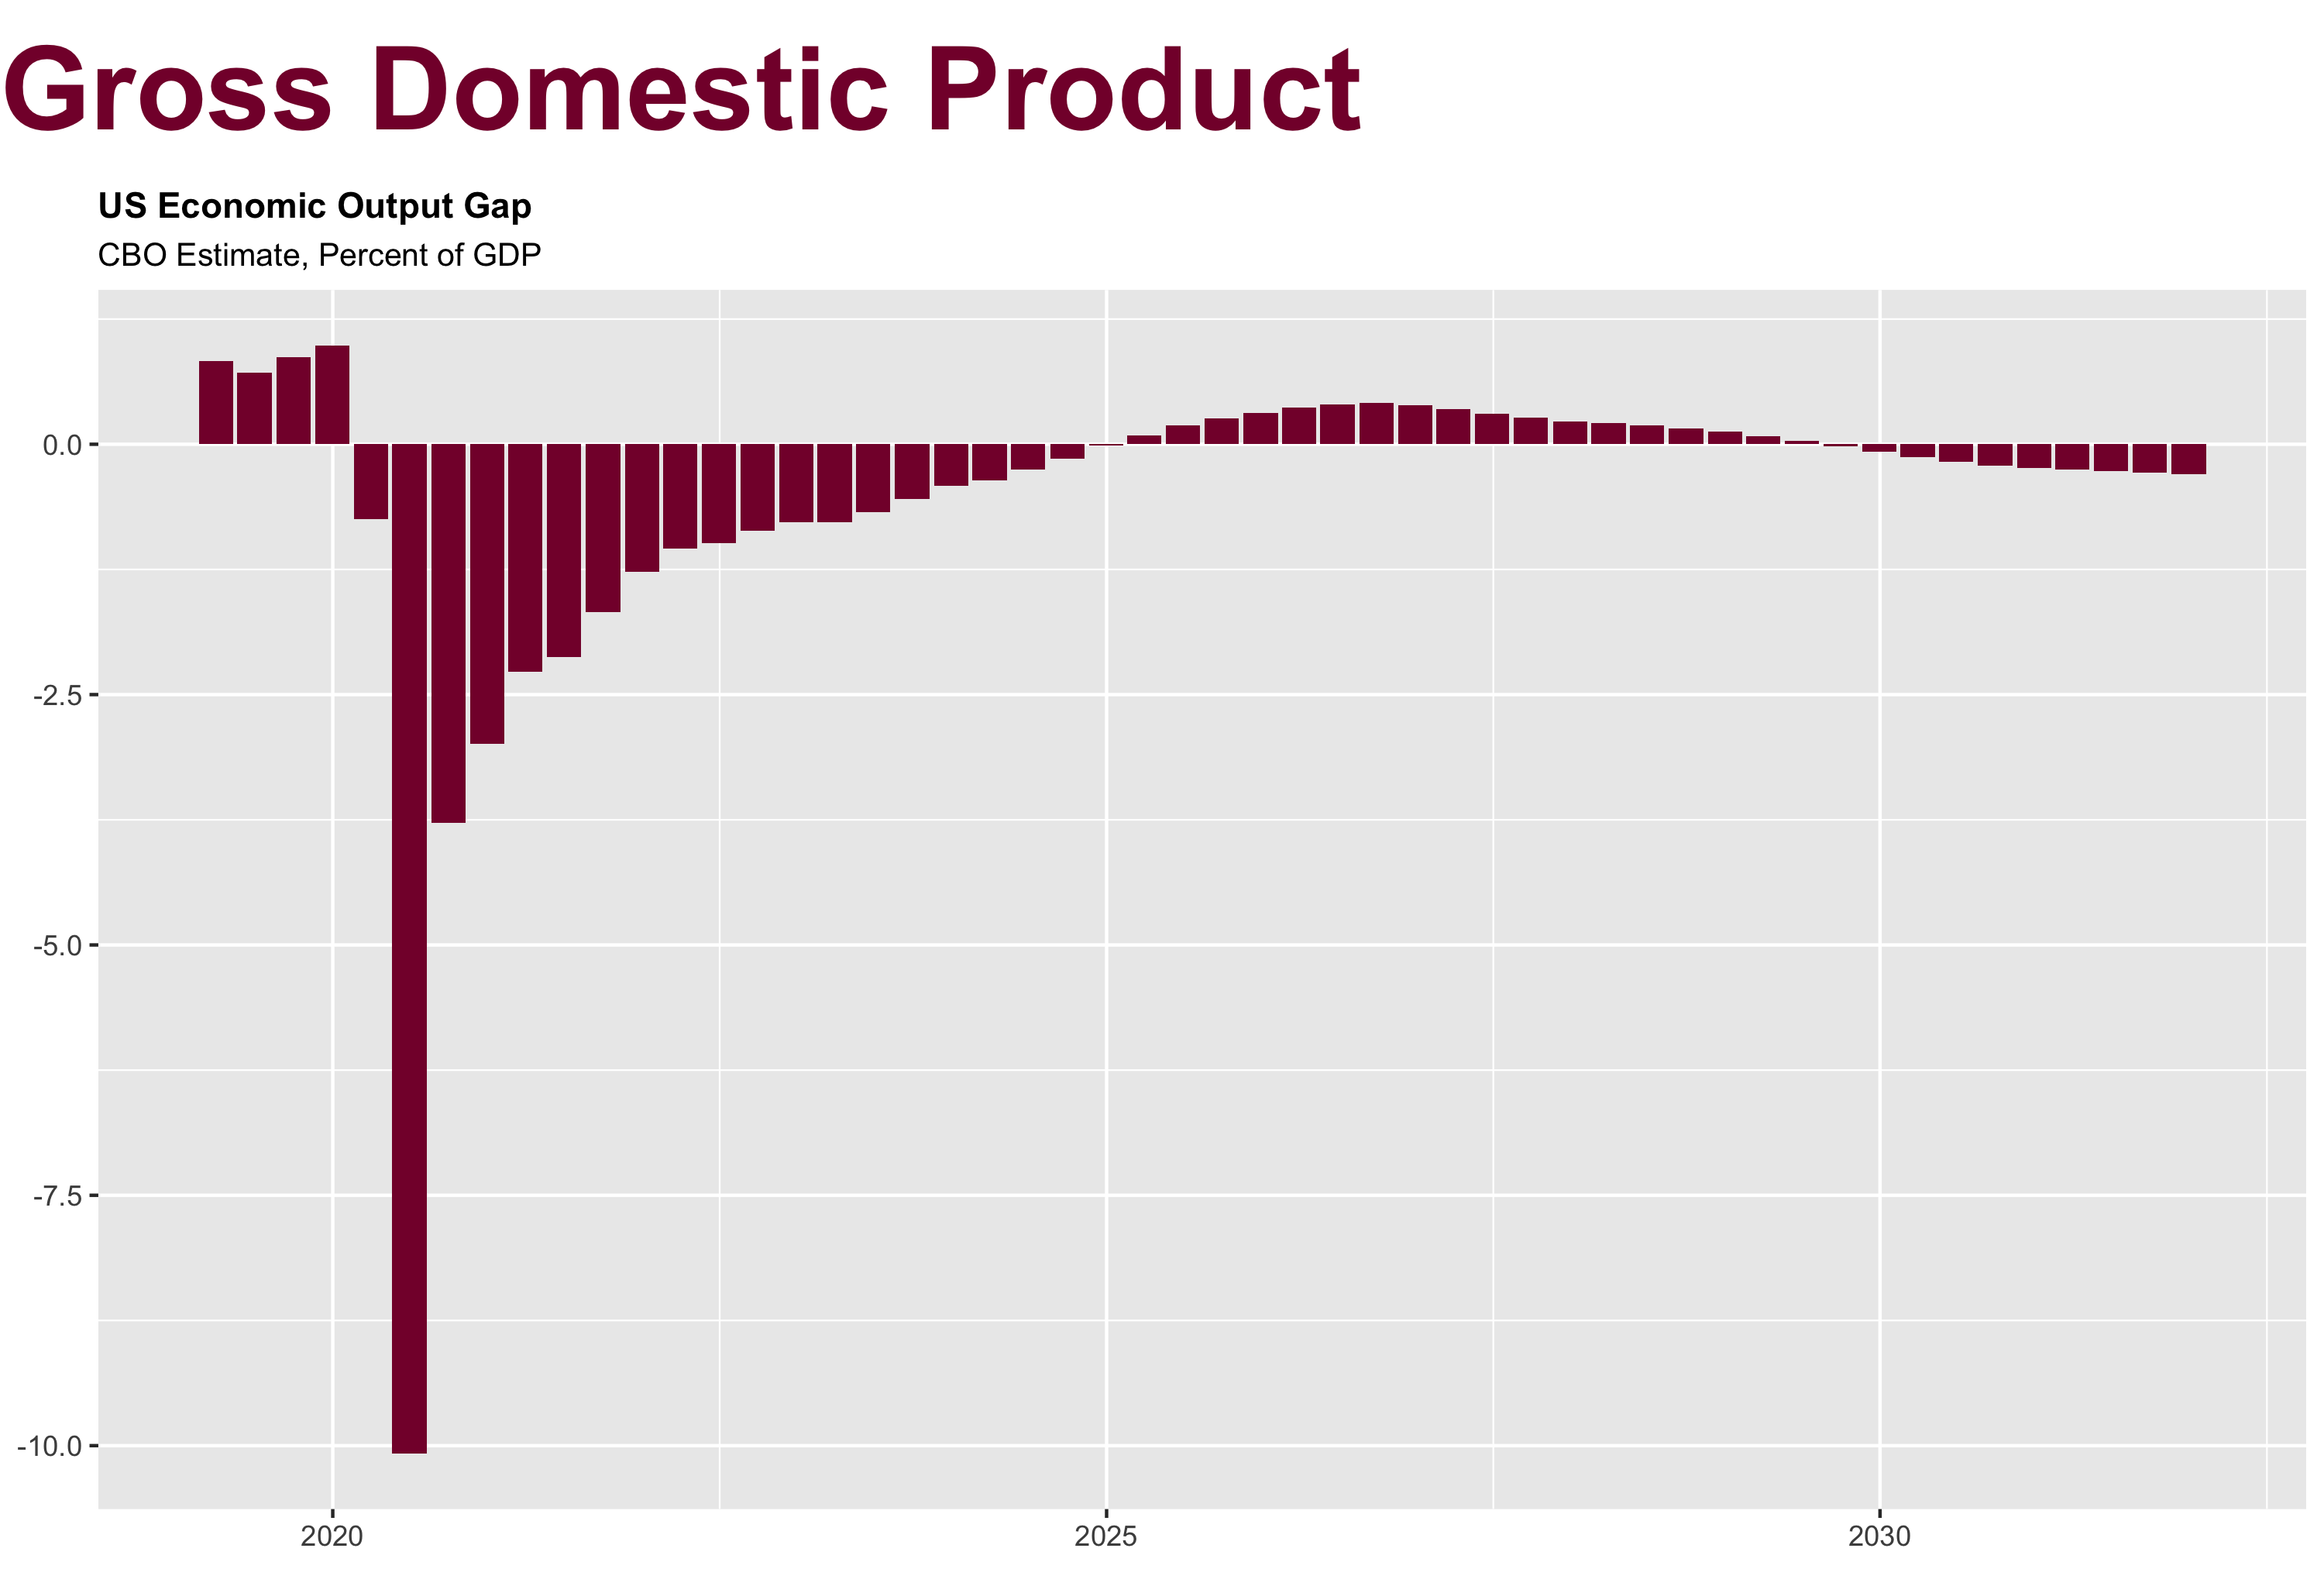 Gross Domestic Product
US Economic Output Gap
CBO Estimate, Percent of GDP
0.0
-2.5
-5.0
-7.5
-10.0
2020 2025 2030